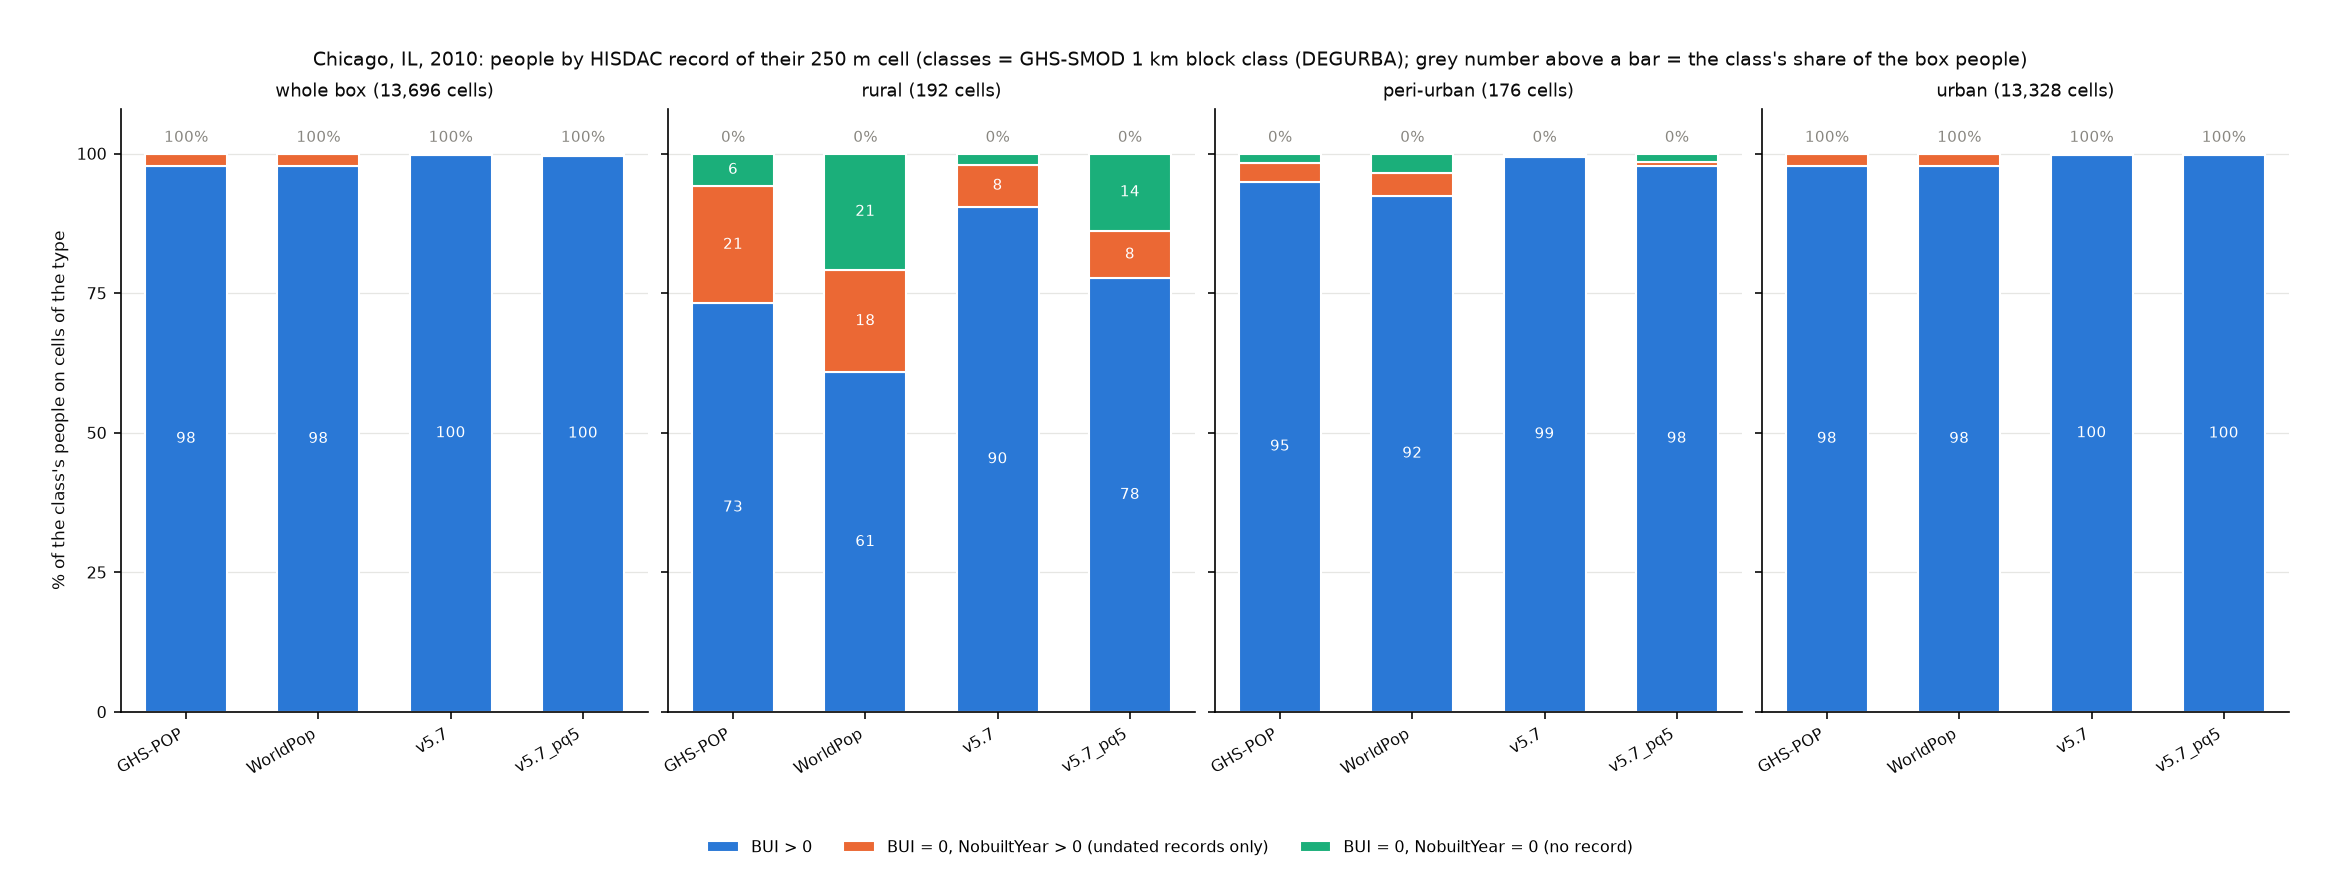 Chicago, IL, 2010: people by HISDAC record of their 250 m cell (classes = GHS-SMOD 1 km block class (DEGURBA); grey number above a bar = the class's share of the box people)
whole box (13,696 cells)
rural (192 cells)
peri-urban (176 cells)
urban (13,328 cells)
% of the class's people on cells of the type
100
75
50
25
0
100% 100% 100% 100%
98 98 100 100
GHS-POP WorldPop v5.7 v5.7_pq5
0% 0% 0% 0%
6 21 73
21 18 61
8 90
14 8 78
GHS-POP WorldPop v5.7 v5.7_pq5
0% 0% 0% 0%
95 92 99 98
GHS-POP WorldPop v5.7 v5.7_pq5
100% 100% 100% 100%
98 98 100 100
GHS-POP WorldPop v5.7 v5.7_pq5
BUI > 0
BUI = 0, NobuiltYear > 0 (undated records only)
BUI = 0, NobuiltYear = 0 (no record)